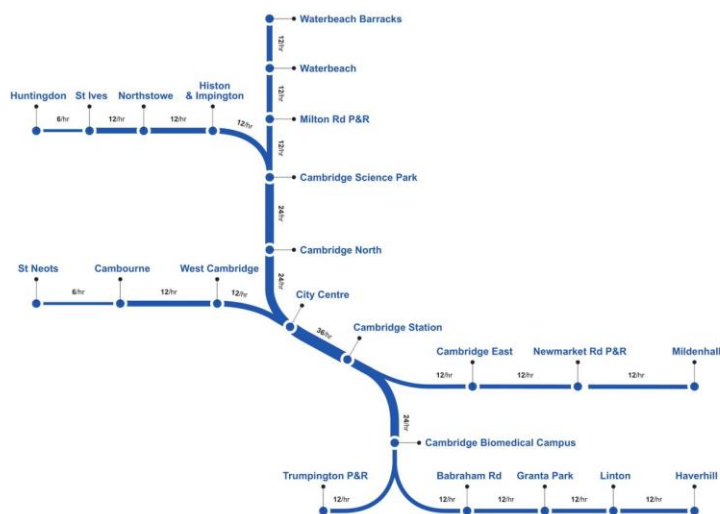 Waterbeach Barracks
12/hr
Waterbeach
12/hr
Milton Rd P&R
12/hr
Huntingdon
St Ives
Northstowe
Histon
& Impington
6/hr
12/hr
12/hr
12/hr
Cambridge Science Park
24/hr
Cambridge North
24/hr
St Neots
Cambourne
West Cambridge
6/hr
12/hr
12/hr
City Centre
36/hr
Cambridge Station
Cambridge East
Newmarket Rd P&R
Mildenhall
12/hr
12/hr
12/hr
24/hr
Cambridge Biomedical Campus
Trumpington P&R
Babraham Rd
Granta Park
Linton
Haverhill
12/hr
12/hr
12/hr
12/hr
12/hr